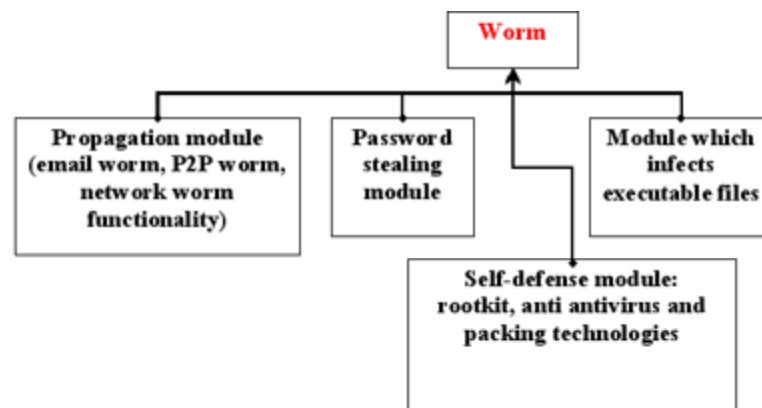 Worm
Propagation module
(email worm, P2P worm,
network worm
functionality)
Password
stealing
module
Module which
infects
executable files
Self-defense module:
rootkit, anti antivirus and
packing technologies